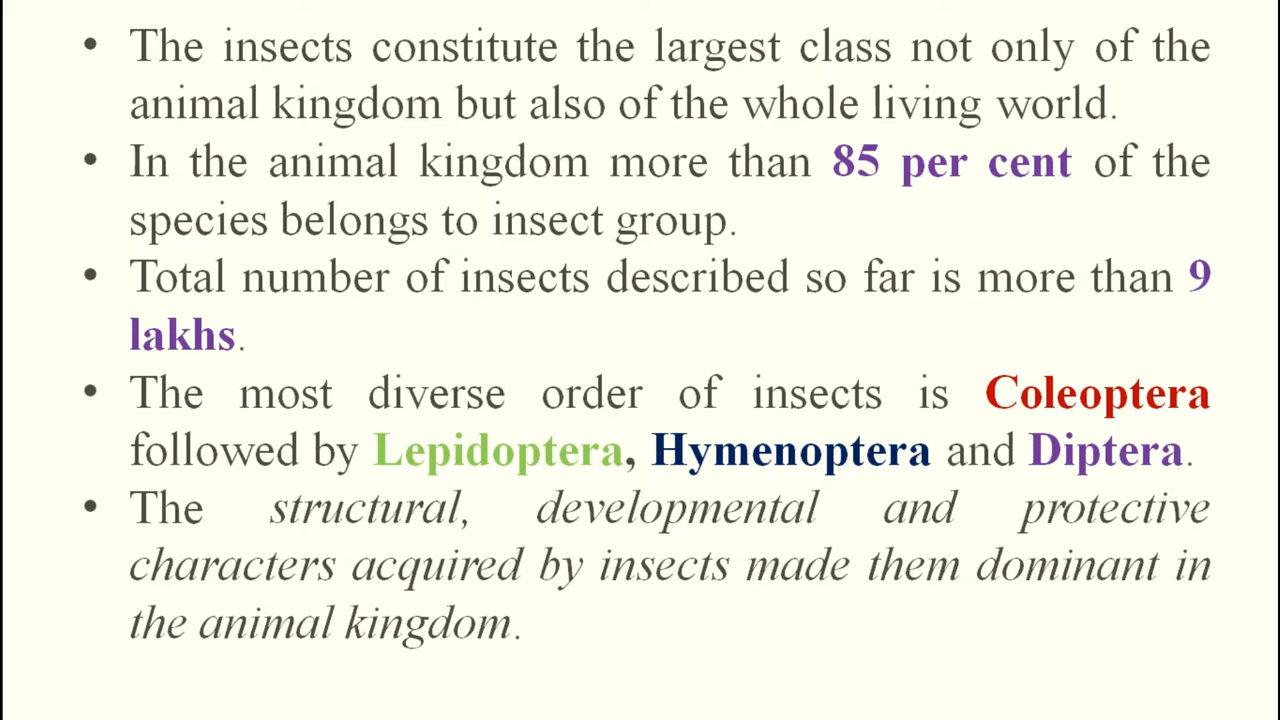 • The insects constitute the largest class not only of the
animal kingdom but also of the whole living world.
• In the animal kingdom more than 85 per cent of the
species belongs to insect group.
• Total number of insects described so far is more than 9
lakhs.
• The most diverse order of insects is Coleoptera
followed by Lepidoptera, Hymenoptera and Diptera.
• The structural, developmental and protective
characters acquired by insects made them dominant in
the animal kingdom.